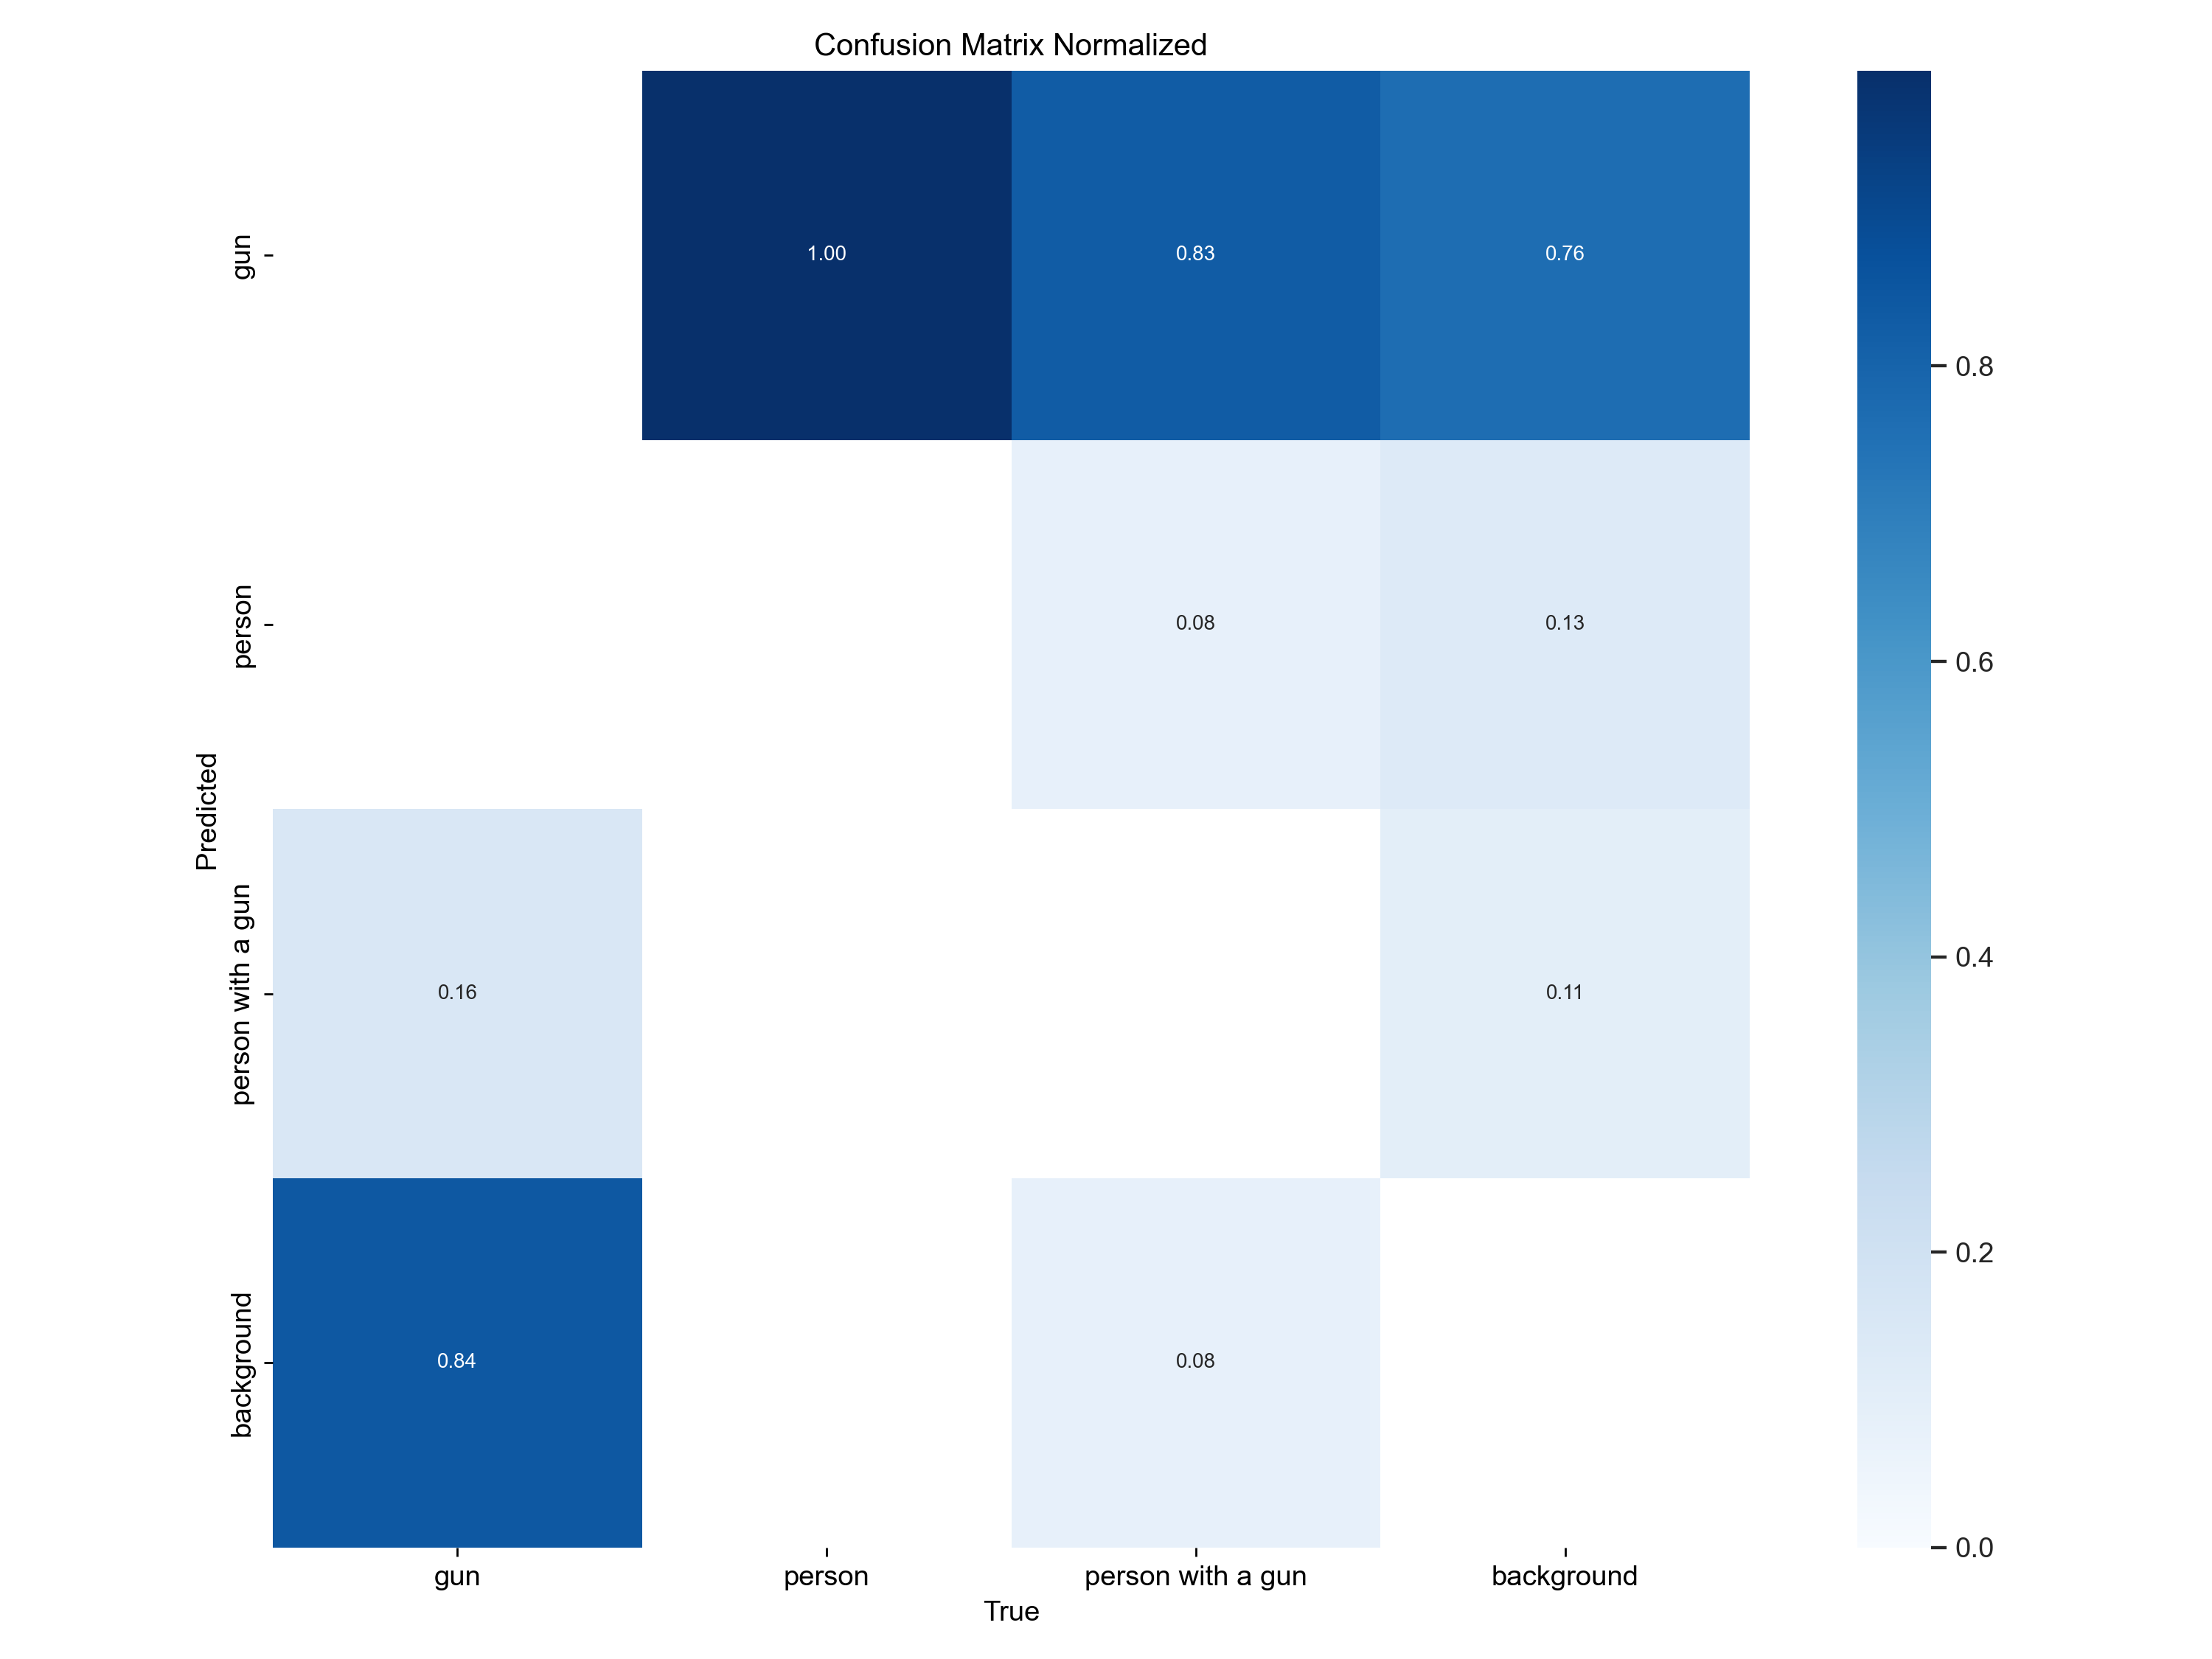 Confusion Matrix Normalized
gun
1.00
0.83
0.76
0.8
person
0.08
0.13
0.6
Predicted
person with a gun
0.16
0.11
0.4
background
0.84
0.08
0.2
0.0
gun
person
person with a gun
background
True